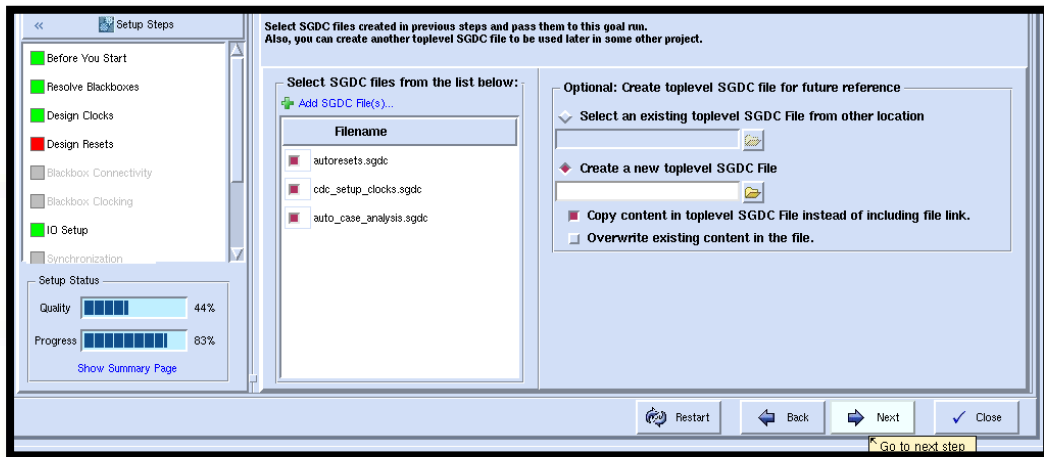 Setup Steps
Before You Start
Resolve Blackboxes
Design Clocks
Design Resets
Blackbox Connectivity
Blackbox Clocking
IO Setup
Synchronization
Setup Status
Quality 44%
Progress 83%
Show Summary Page
Select SGDC files created in previous steps and pass them to this goal run.
Also, you can create another toplevel SGDC file to be used later in some other project.
Select SGDC files from the list below:
Add SGDC File(s)...
Filename
autoresets.sgdc
cdc_setup_clocks.sgdc
auto_case_analysis.sgdc
Optional: Create toplevel SGDC file for future reference
Select an existing toplevel SGDC File from other location
Create a new toplevel SGDC File
Copy content in toplevel SGDC File instead of including file link.
Overwrite existing content in the file.
Restart Back Next Close
Go to next step